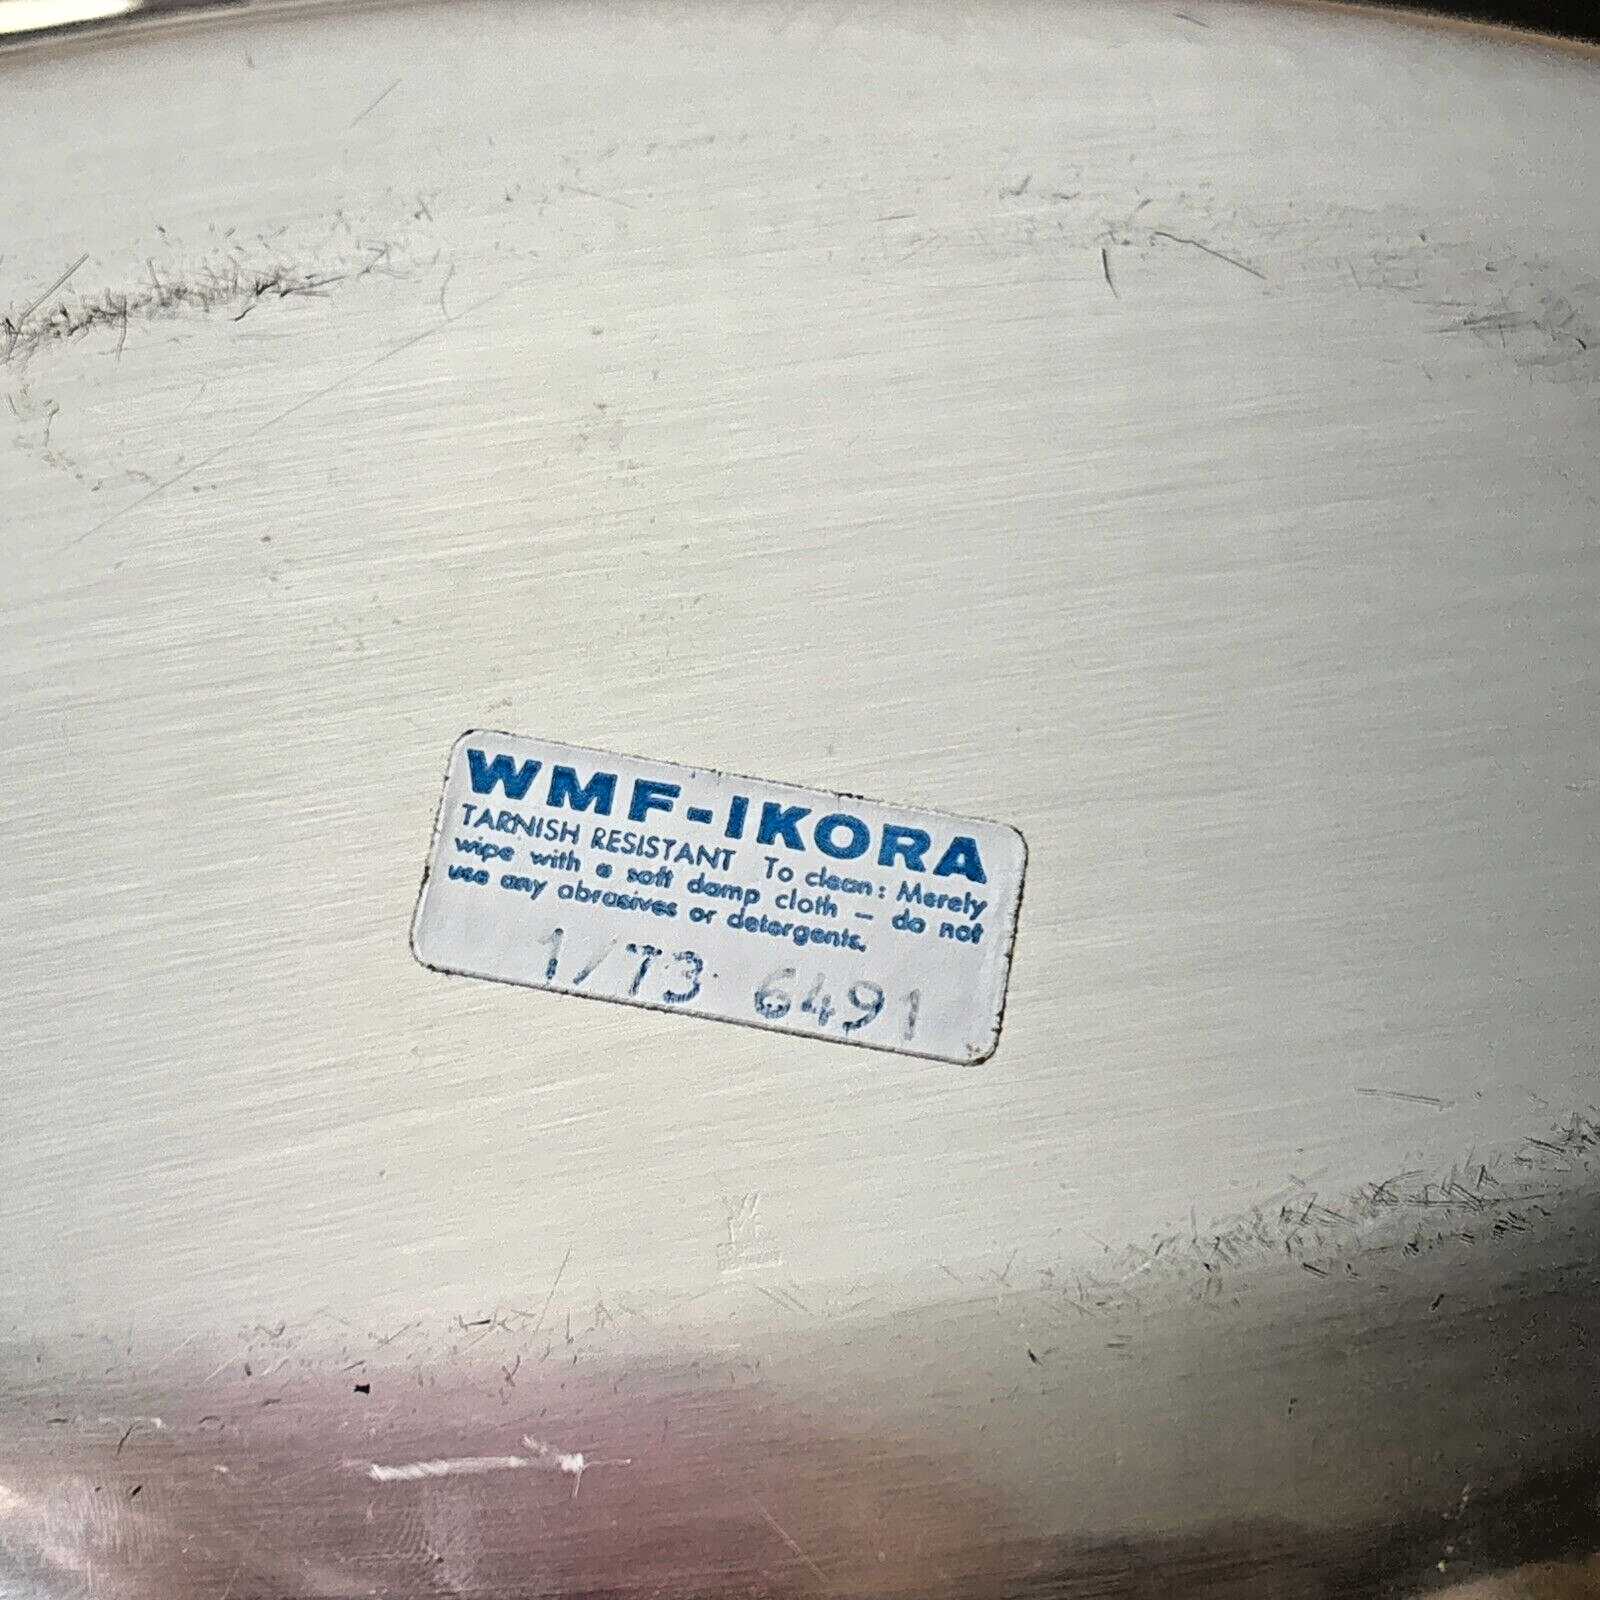 WMF-IKORA
TARNISH RESISTANT To clean: Merely
wipe with a soft damp cloth – do not
use any abrasives or detergents.
1/T3 6491